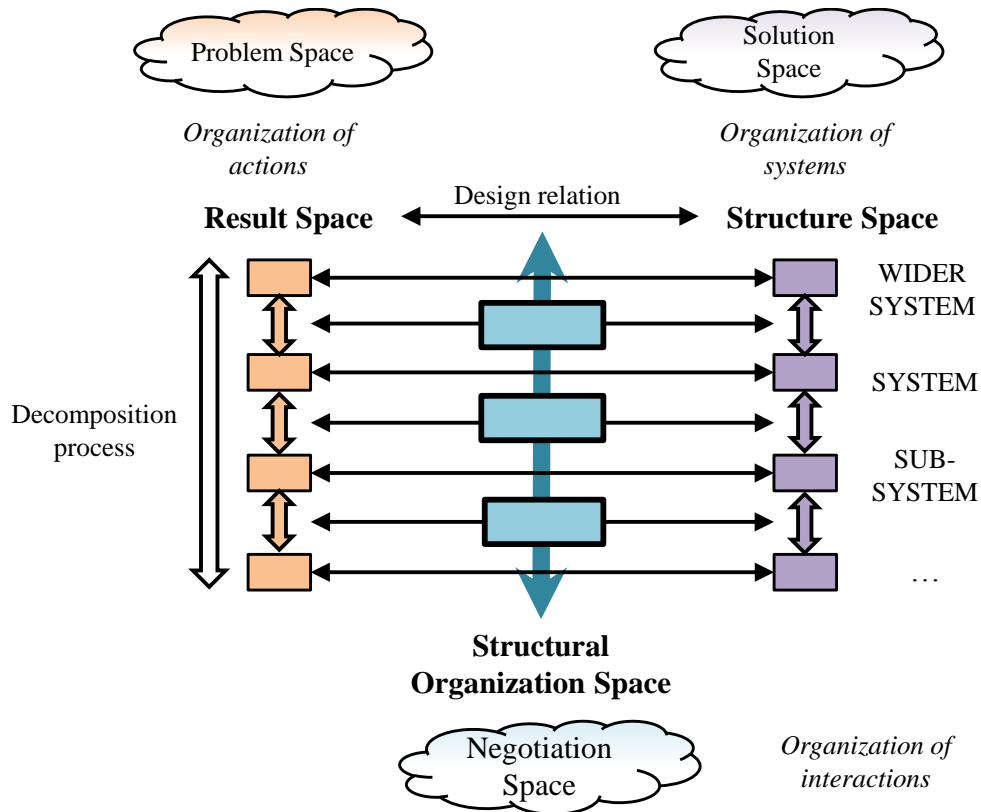 Problem Space
Solution
Space
Organization of
actions
Organization of
systems
Design relation
Result Space
Structure Space
WIDER
SYSTEM
SYSTEM
Decomposition
process
SUB-
SYSTEM
…
Structural
Organization Space
Negotiation
Space
Organization of
interactions